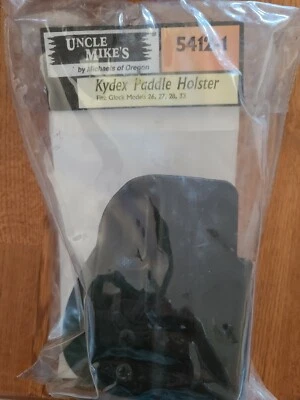 UNCLE
MIKE'S
by Michaels of Oregon
5412-1
Kydex Paddle Holster
Fits Glock Models 26, 27, 28, 33